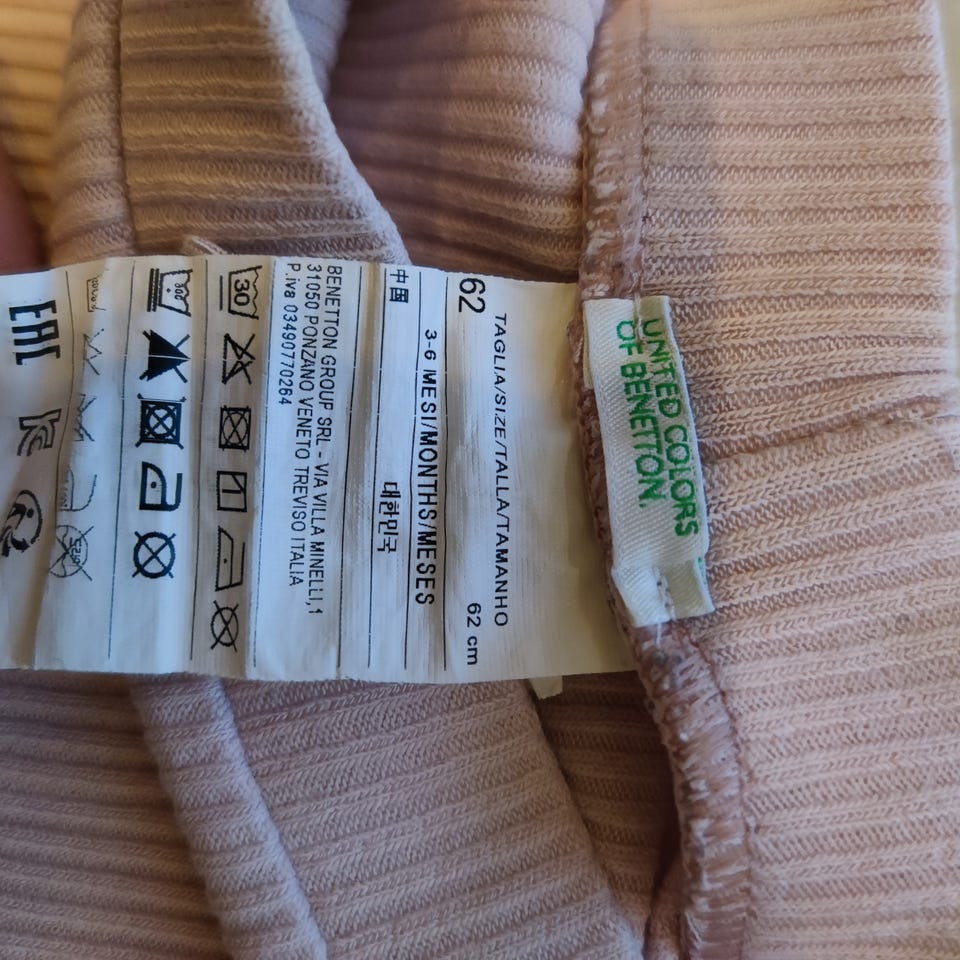 UNITED COLORS
OF BENETTON.
TAGLIA/SIZE/TALLA/TAMANHO
62 62 cm
3-6 MESI/MONTHS/MESES
中国 대한민국
BENETTON GROUP SRL - VIA VILLA MINELLI,1
31050 PONZANO VENETO TREVISO ITALIA
P.iva 03490770264
30
30
EAC